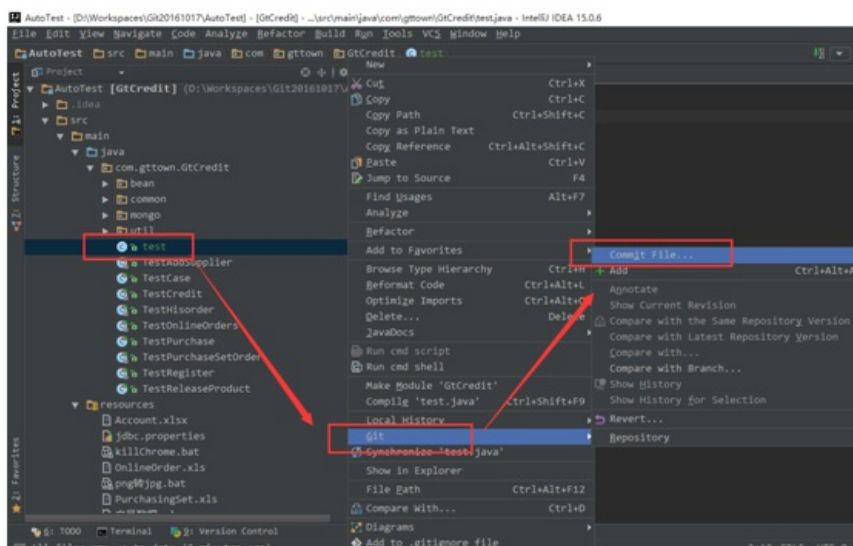 AutoTest - [D:\Workspaces\Git20161017\AutoTest] - [GtCredit] - ...\src\main\java\com\gttown\GtCredit\test.java - IntelliJ IDEA 15.0.6
File Edit View Navigate Code Analyze Refactor Build Run Tools VCS Window Help
AutoTest src main java com gttown GtCredit test
Project
1: Project
Z: Structure
2: Favorites
AutoTest [GtCredit] (D:\Workspaces\Git20161017\
.idea
src
main
java
com.gttown.GtCredit
bean
common
mongo
util
test
TestAddSupplier
TestCase
TestCredit
TestHisorder
TestOnlineOrders
TestPurchase
TestPurchaseSetOrder
TestRegister
TestReleaseProduct
resources
Account.xlsx
jdbc.properties
killChrome.bat
OnlineOrder.xls
png转jpg.bat
PurchasingSet.xls
New
Cut Ctrl+X
Copy Ctrl+C
Copy Path Ctrl+Shift+C
Copy as Plain Text
Copy Reference Ctrl+Alt+Shift+C
Paste Ctrl+V
Jump to Source F4
Find Usages Alt+F7
Analyze
Refactor
Add to Favorites
Browse Type Hierarchy Ctrl+H
Reformat Code Ctrl+Alt+L
Optimize Imports Ctrl+Alt+O
Delete... Delete
JavaDocs
Run cmd script
Run cmd shell
Make Module 'GtCredit'
Compile 'test.java' Ctrl+Shift+F9
Local History
Git
Synchronize 'test.java'
Show in Explorer
File Path Ctrl+Alt+F12
Compare With... Ctrl+D
Diagrams
Add to .gitignore file
Commit File...
Add Ctrl+Alt+A
Annotate
Show Current Revision
Compare with the Same Repository Version
Compare with Latest Repository Version
Compare with...
Compare with Branch...
Show History
Show History for Selection
Revert...
Repository
6: TODO Terminal 9: Version Control